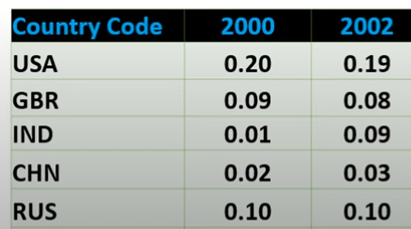 Country Code 2000 2002
USA 0.20 0.19
GBR 0.09 0.08
IND 0.01 0.09
CHN 0.02 0.03
RUS 0.10 0.10